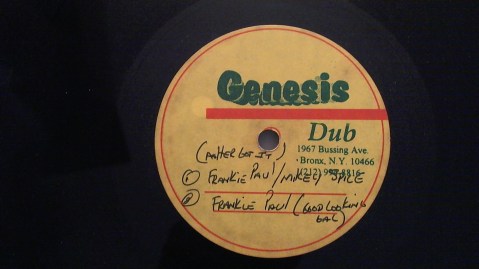 Genesis
Dub
1967 Bussing Ave.
Bronx, N.Y 10466
(212)
① FRANKIE PAUL / MIKEY SPICE
② FRANKIE PAUL (GOOD LOOKING
GAL)